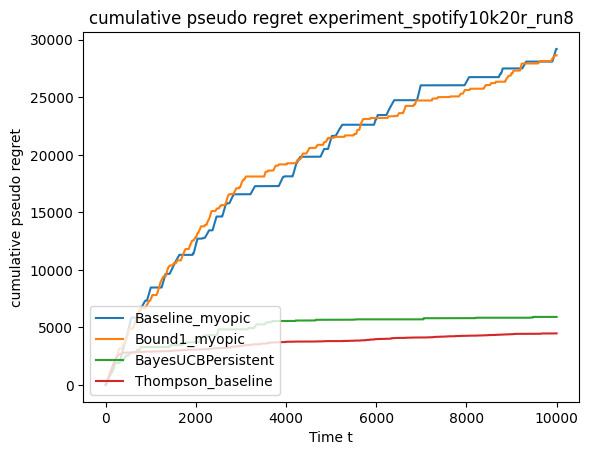 cumulative pseudo regret experiment_spotify10k20r_run8
cumulative pseudo regret
30000
25000
20000
15000
10000
5000
0
Baseline_myopic
Bound1_myopic
BayesUCBPersistent
Thompson_baseline
0 2000 4000 6000 8000 10000
Time t